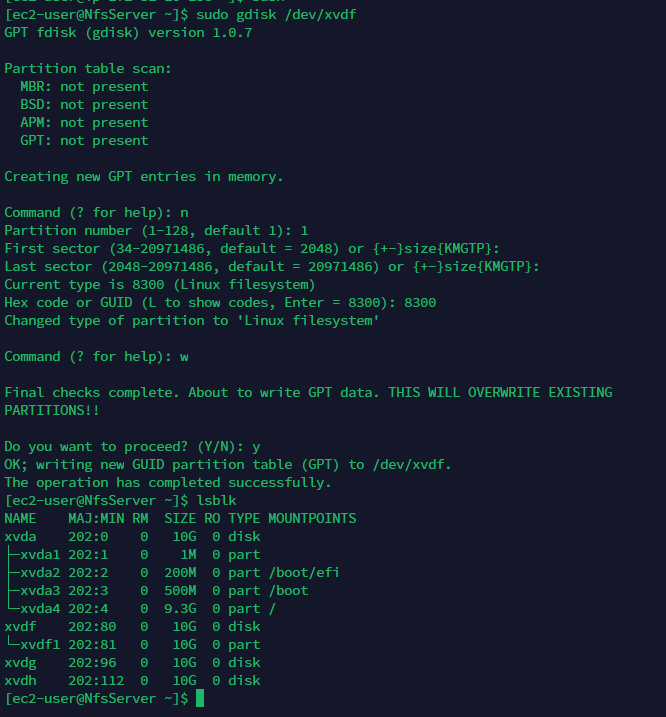 [ec2-user@NfsServer ~]$ sudo gdisk /dev/xvdf
GPT fdisk (gdisk) version 1.0.7

Partition table scan:
  MBR: not present
  BSD: not present
  APM: not present
  GPT: not present

Creating new GPT entries in memory.

Command (? for help): n
Partition number (1-128, default 1): 1
First sector (34-20971486, default = 2048) or {+-}size{KMGTP}:
Last sector (2048-20971486, default = 20971486) or {+-}size{KMGTP}:
Current type is 8300 (Linux filesystem)
Hex code or GUID (L to show codes, Enter = 8300): 8300
Changed type of partition to 'Linux filesystem'

Command (? for help): w

Final checks complete. About to write GPT data. THIS WILL OVERWRITE EXISTING
PARTITIONS!!

Do you want to proceed? (Y/N): y
OK; writing new GUID partition table (GPT) to /dev/xvdf.
The operation has completed successfully.
[ec2-user@NfsServer ~]$ lsblk
NAME    MAJ:MIN RM  SIZE RO TYPE MOUNTPOINTS
xvda    202:0    0   10G  0 disk
├─xvda1 202:1    0    1M  0 part
├─xvda2 202:2    0  200M  0 part /boot/efi
├─xvda3 202:3    0  500M  0 part /boot
└─xvda4 202:4    0  9.3G  0 part /
xvdf    202:80   0   10G  0 disk
└─xvdf1 202:81   0   10G  0 part
xvdg    202:96   0   10G  0 disk
xvdh    202:112  0   10G  0 disk
[ec2-user@NfsServer ~]$